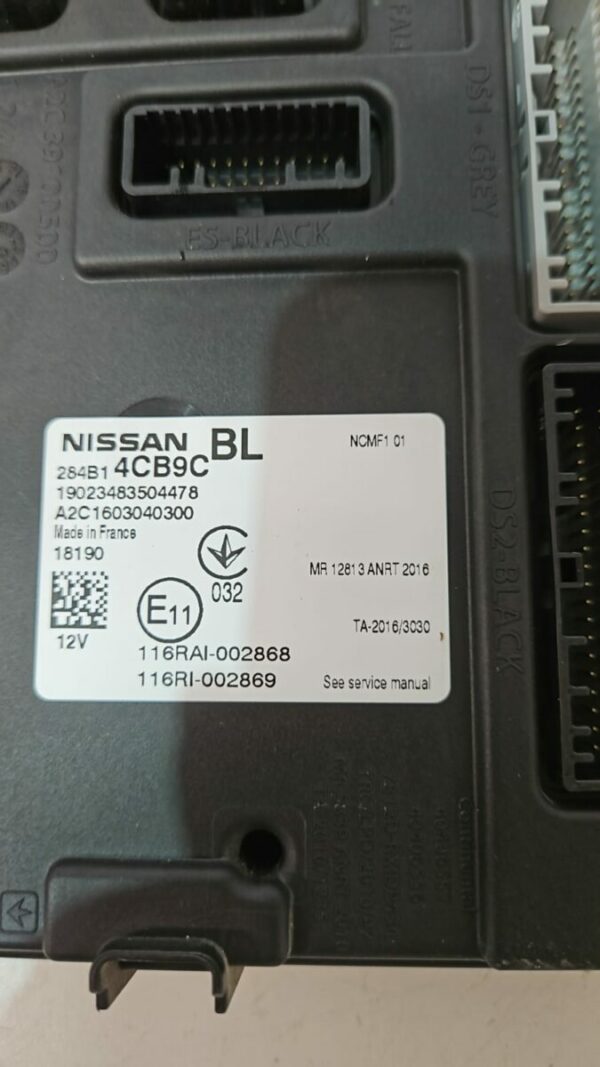 DS1-GREY
ES-BLACK
NISSAN BL
NCMF1 01
284B1 4CB9C
19023483504478
A2C1603040300
Made in France
18190
032
MR 12813 ANRT 2016
E11
TA-2016/3030
12V
116RAI-002868
116RI-002869
See service manual
DS2-BLACK
Continental